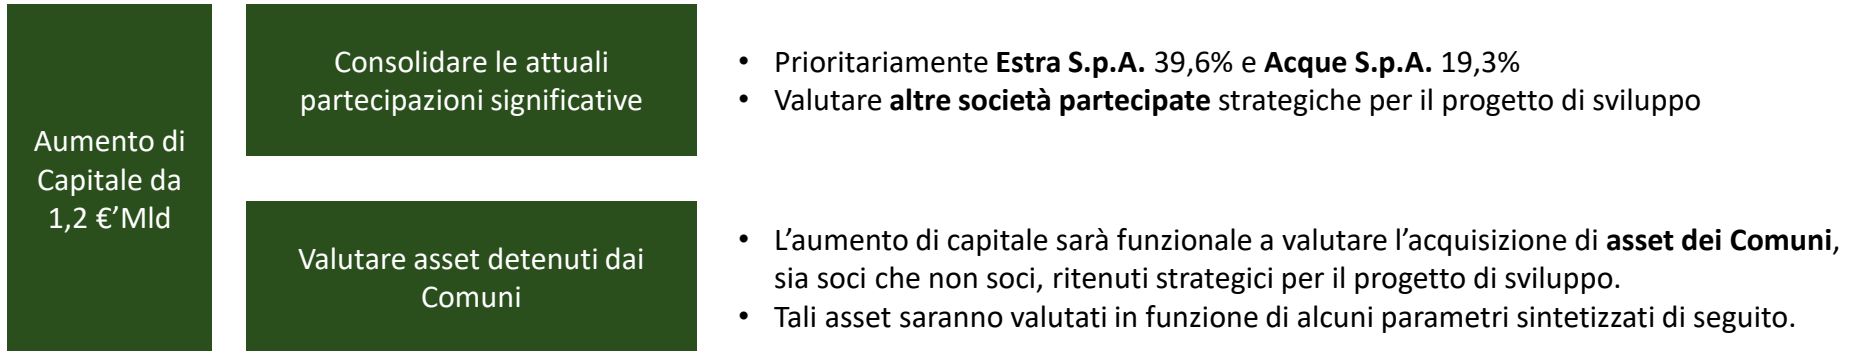 Aumento di
Capitale da
1,2 €’Mld
Consolidare le attuali
partecipazioni significative
• Prioritariamente Estra S.p.A. 39,6% e Acque S.p.A. 19,3%
• Valutare altre società partecipate strategiche per il progetto di sviluppo
Valutare asset detenuti dai
Comuni
• L’aumento di capitale sarà funzionale a valutare l’acquisizione di asset dei Comuni,
sia soci che non soci, ritenuti strategici per il progetto di sviluppo.
• Tali asset saranno valutati in funzione di alcuni parametri sintetizzati di seguito.